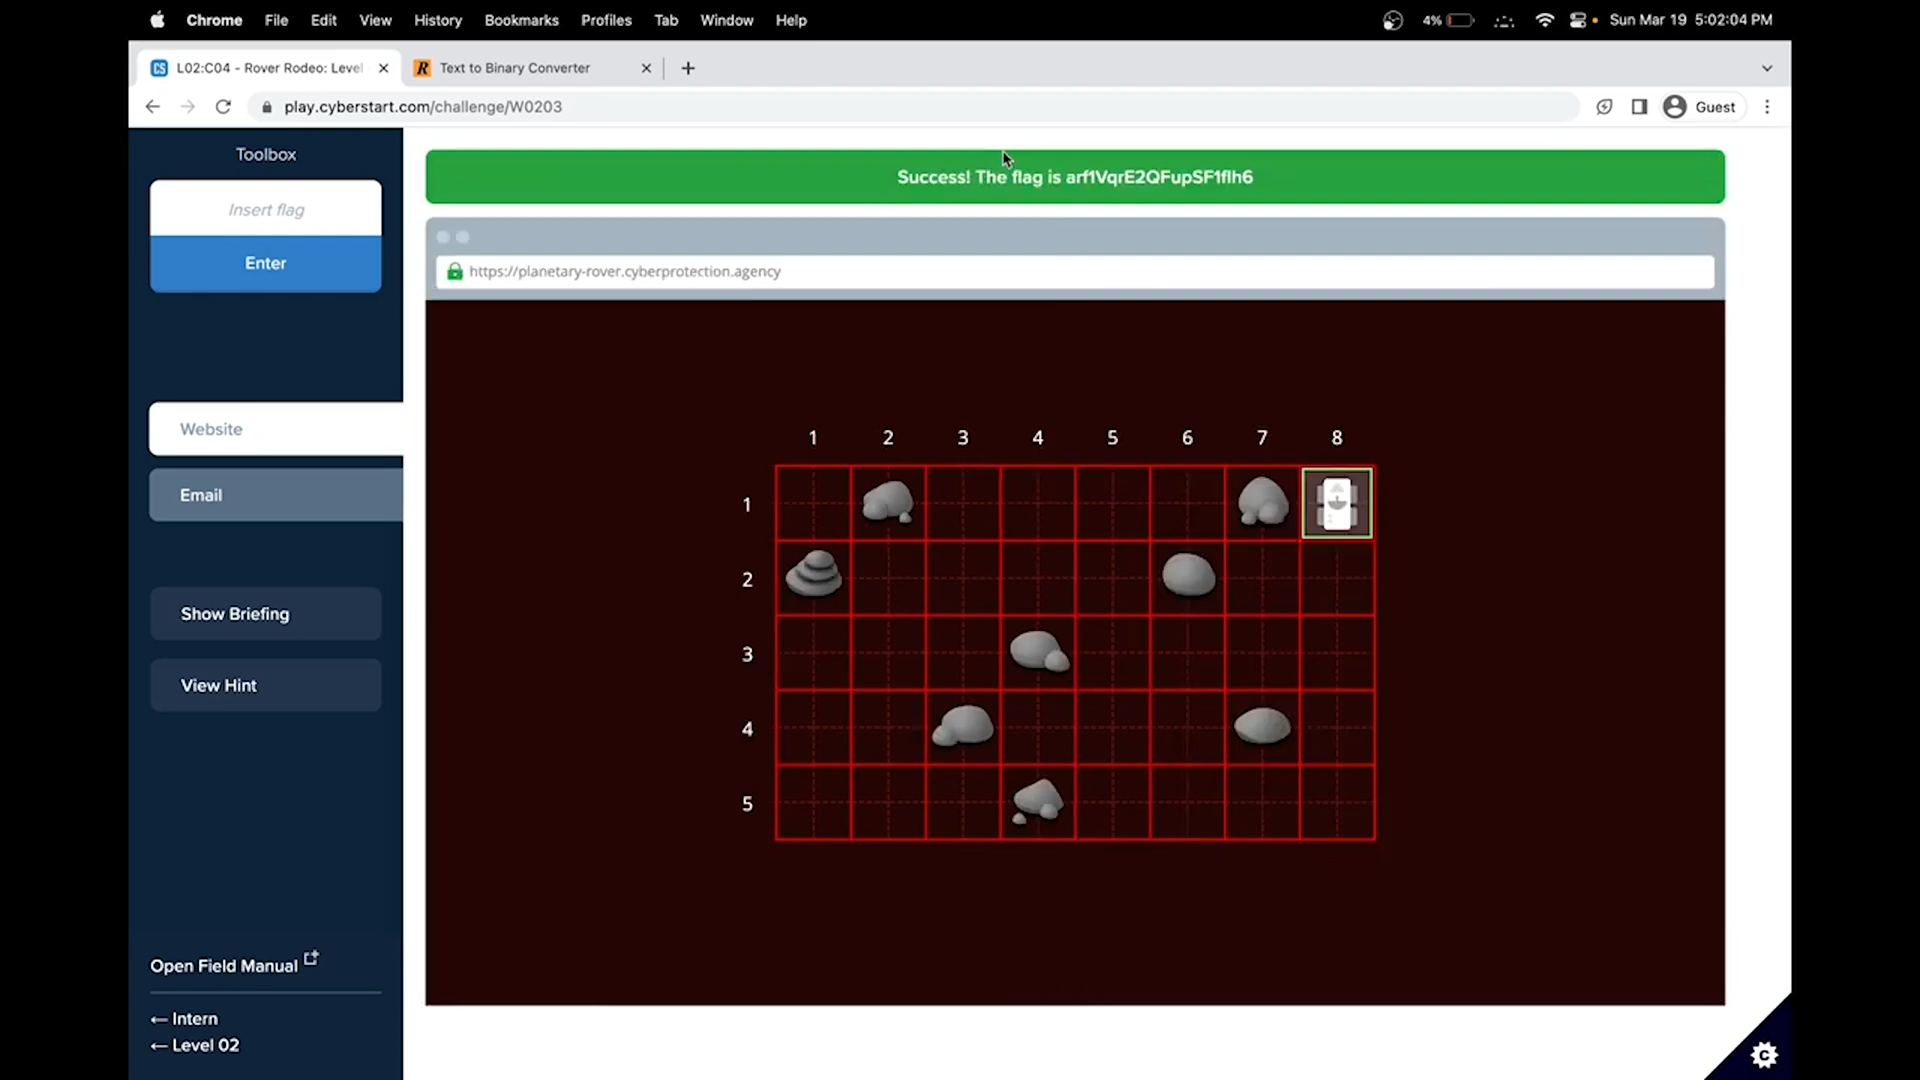 Chrome File Edit View History Bookmarks Profiles Tab Window Help 4% Sun Mar 19 5:02:04 PM
L02:C04 - Rover Rodeo: Level Text to Binary Converter
play.cyberstart.com/challenge/W0203 Guest
Toolbox
Insert flag
Enter
Website
Email
Show Briefing
View Hint
Open Field Manual
← Intern
← Level 02
Success! The flag is arf1VqrE2QFupSF1flh6
https://planetary-rover.cyberprotection.agency
1 2 3 4 5 6 7 8
1
2
3
4
5